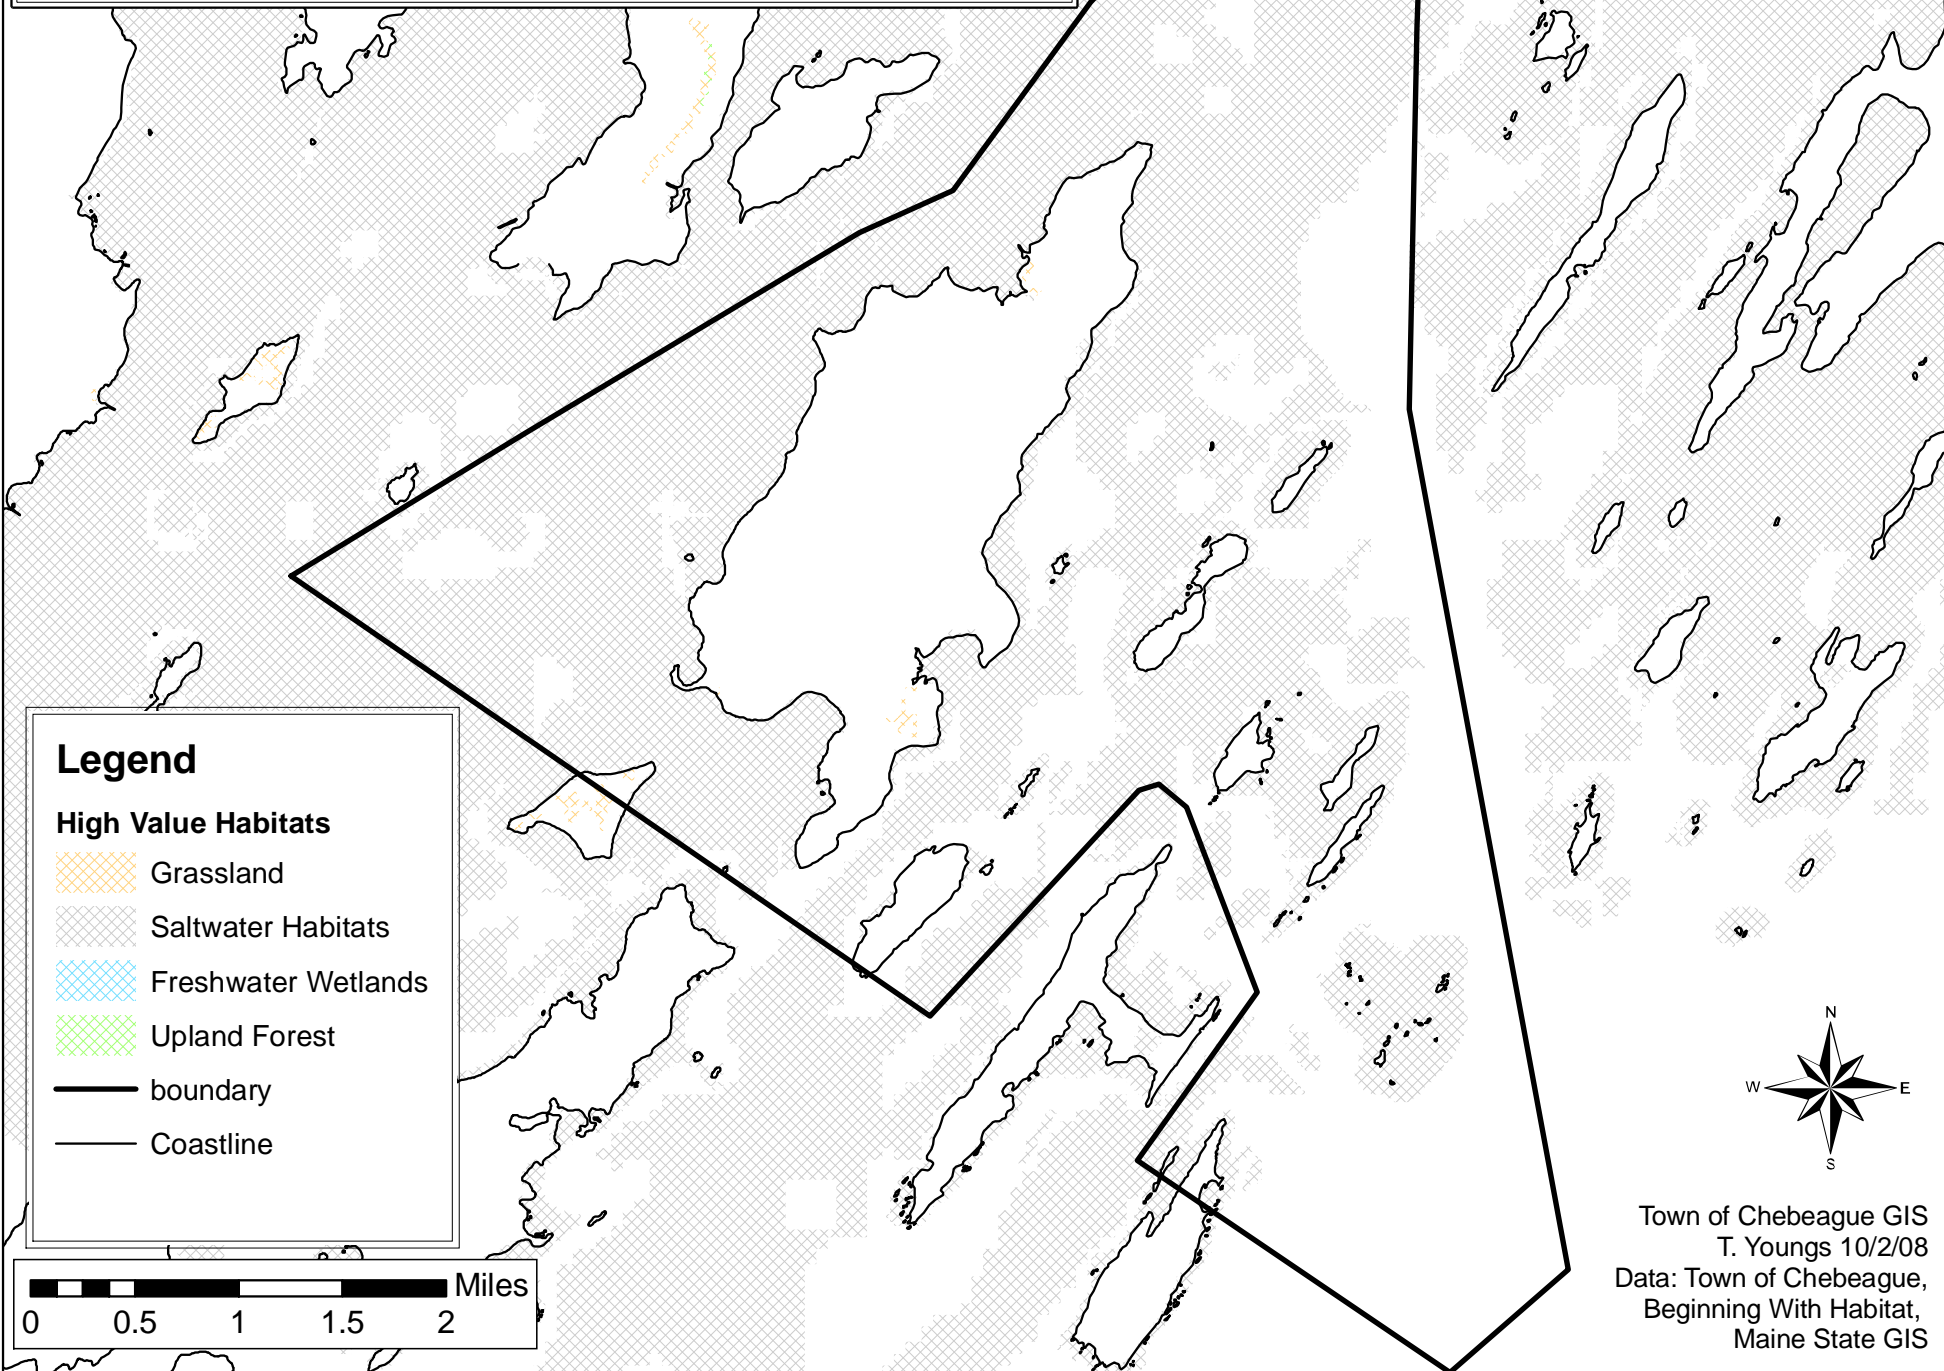 Legend
High Value Habitats
Grassland
Saltwater Habitats
Freshwater Wetlands
Upland Forest
boundary
Coastline
Miles
0 0.5 1 1.5 2
N
W E
S
Town of Chebeague GIS
T. Youngs 10/2/08
Data: Town of Chebeague,
Beginning With Habitat,
Maine State GIS